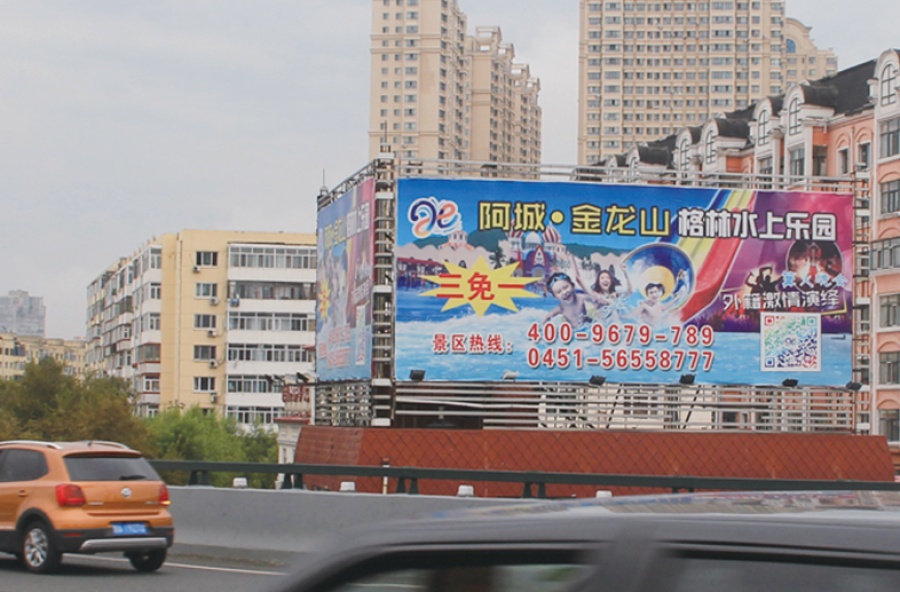 阿城·金龙山 格林水上乐园
三免一
外籍激情演绎
景区热线: 400-9679-789
0451-56558777